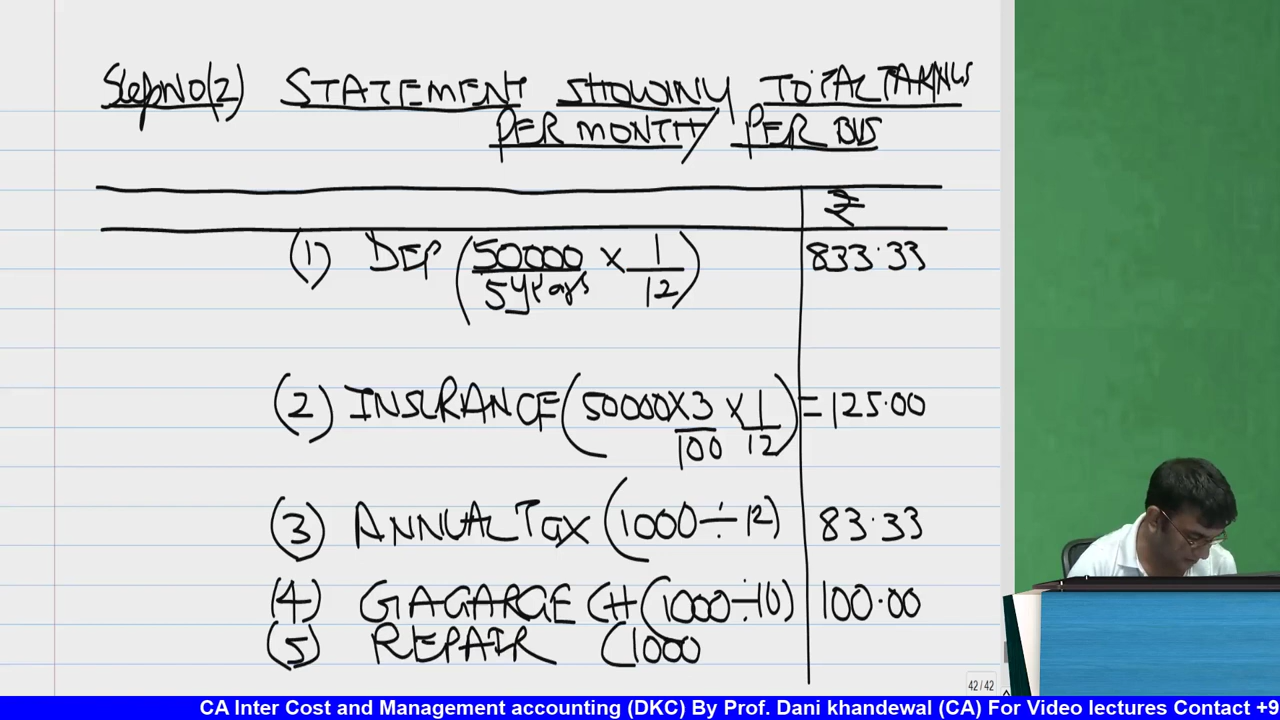 Step No(2) STATEMENT SHOWING TOTAL TAKINGS
PER MONTH/ PER BUS
₹
(1) DEP (50000/5 years × 1/12) 833.33
(2) INSURANCE (50000×3/100 × 1/12) = 125.00
(3) ANNUAL Tax (1000÷12) 83.33
(4) GAGARGE CH (1000÷10) 100.00
(5) REPAIR (1000
42/42
CA Inter Cost and Management accounting (DKC) By Prof. Dani khandewal (CA) For Video lectures Contact +9